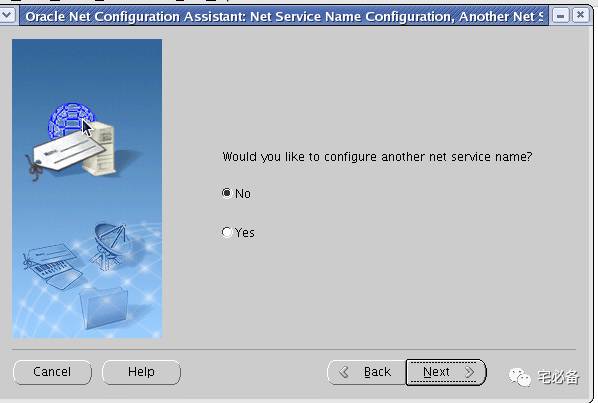 Oracle Net Configuration Assistant: Net Service Name Configuration, Another Net S
Would you like to configure another net service name?
No
Yes
Cancel
Help
Back
Next
宅必备